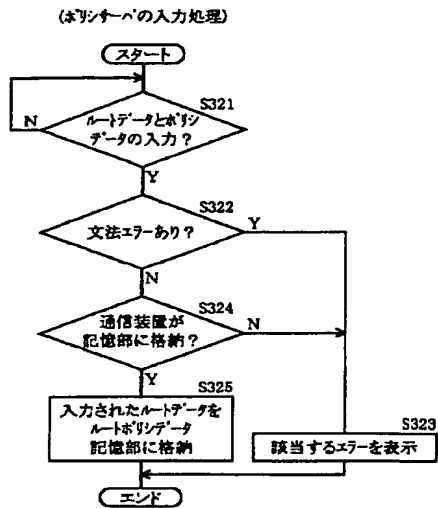 (ﾎﾟﾘｼｻｰﾊﾞの入力処理)
スタート
S321
ﾙｰﾄﾃﾞｰﾀとﾎﾟﾘｼ
ﾃﾞｰﾀの入力？
N
Y
S322
文法ｴﾗｰあり？
Y
N
S324
通信装置が
記憶部に格納？
N
Y
S325
入力されたﾙｰﾄﾃﾞｰﾀを
ﾙｰﾄﾎﾟﾘｼﾃﾞｰﾀ
記憶部に格納
S323
該当するｴﾗｰを表示
エンド